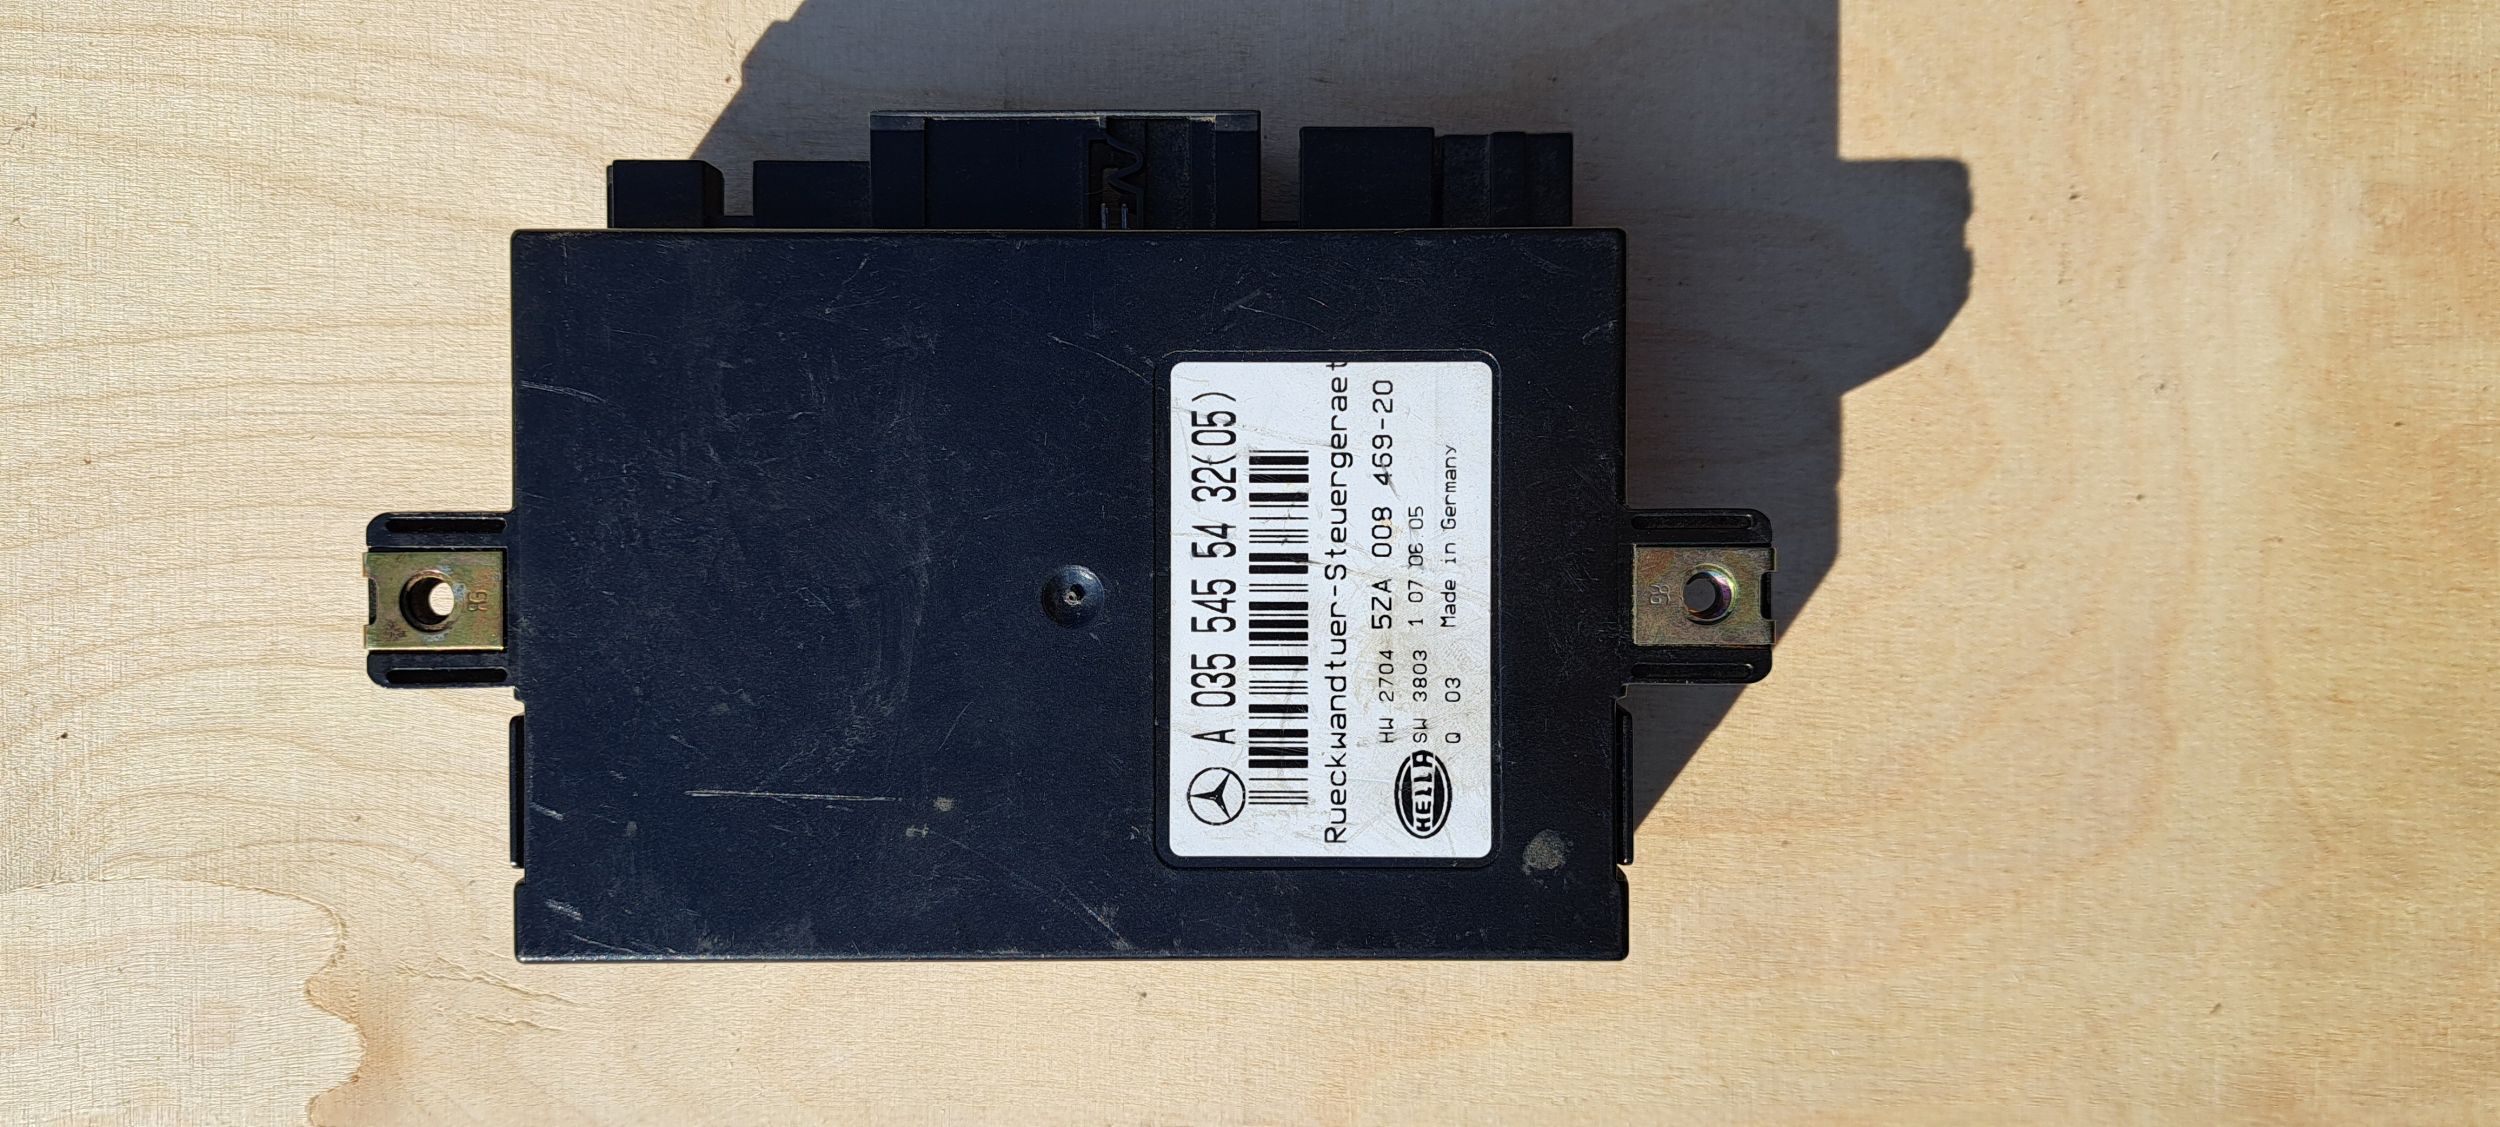 A 035 545 54 32(05)
Rueckwandtuer-Steuergeraet
HW 2704 5ZA 008 469-20
SW 3803 1 07 06 05
Q 03 Made in Germany
HELLA